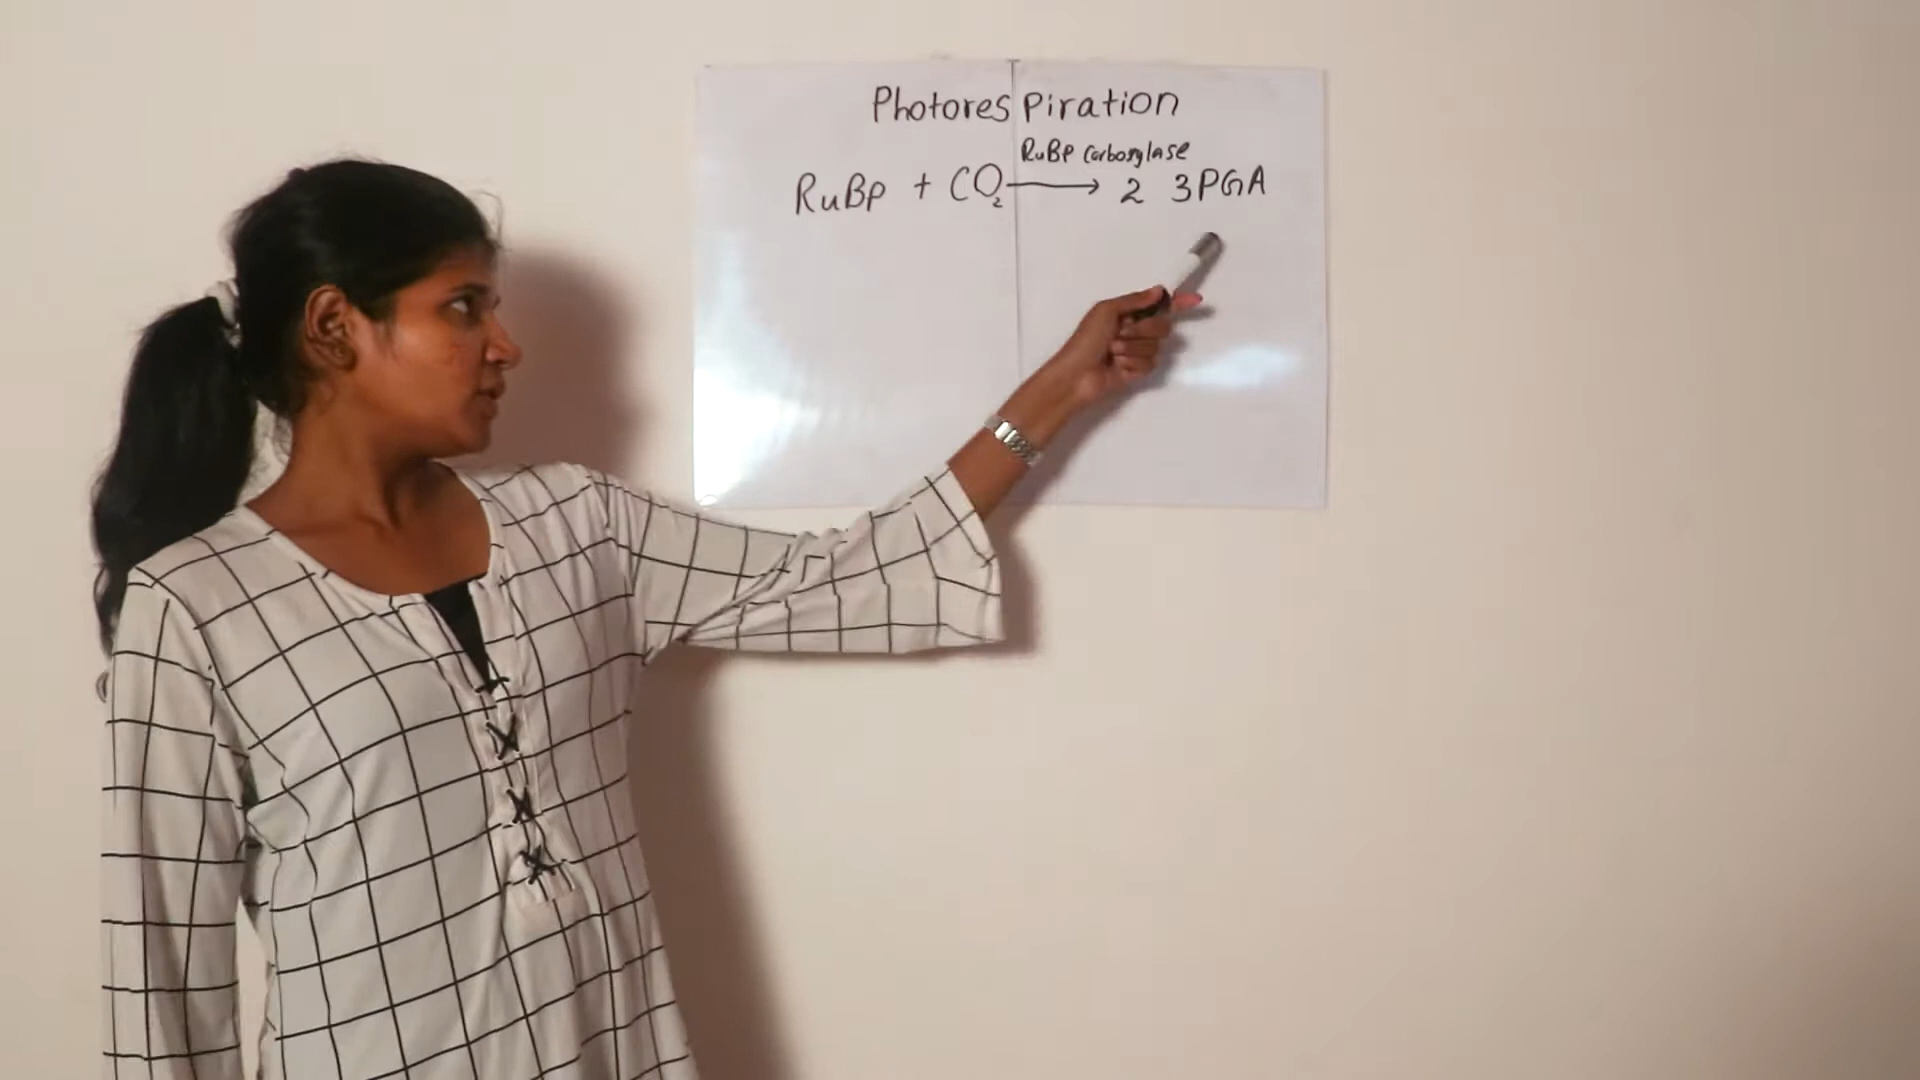 Photorespiration
RuBP Carboxylase
RuBP + CO₂ → 2 3PGA